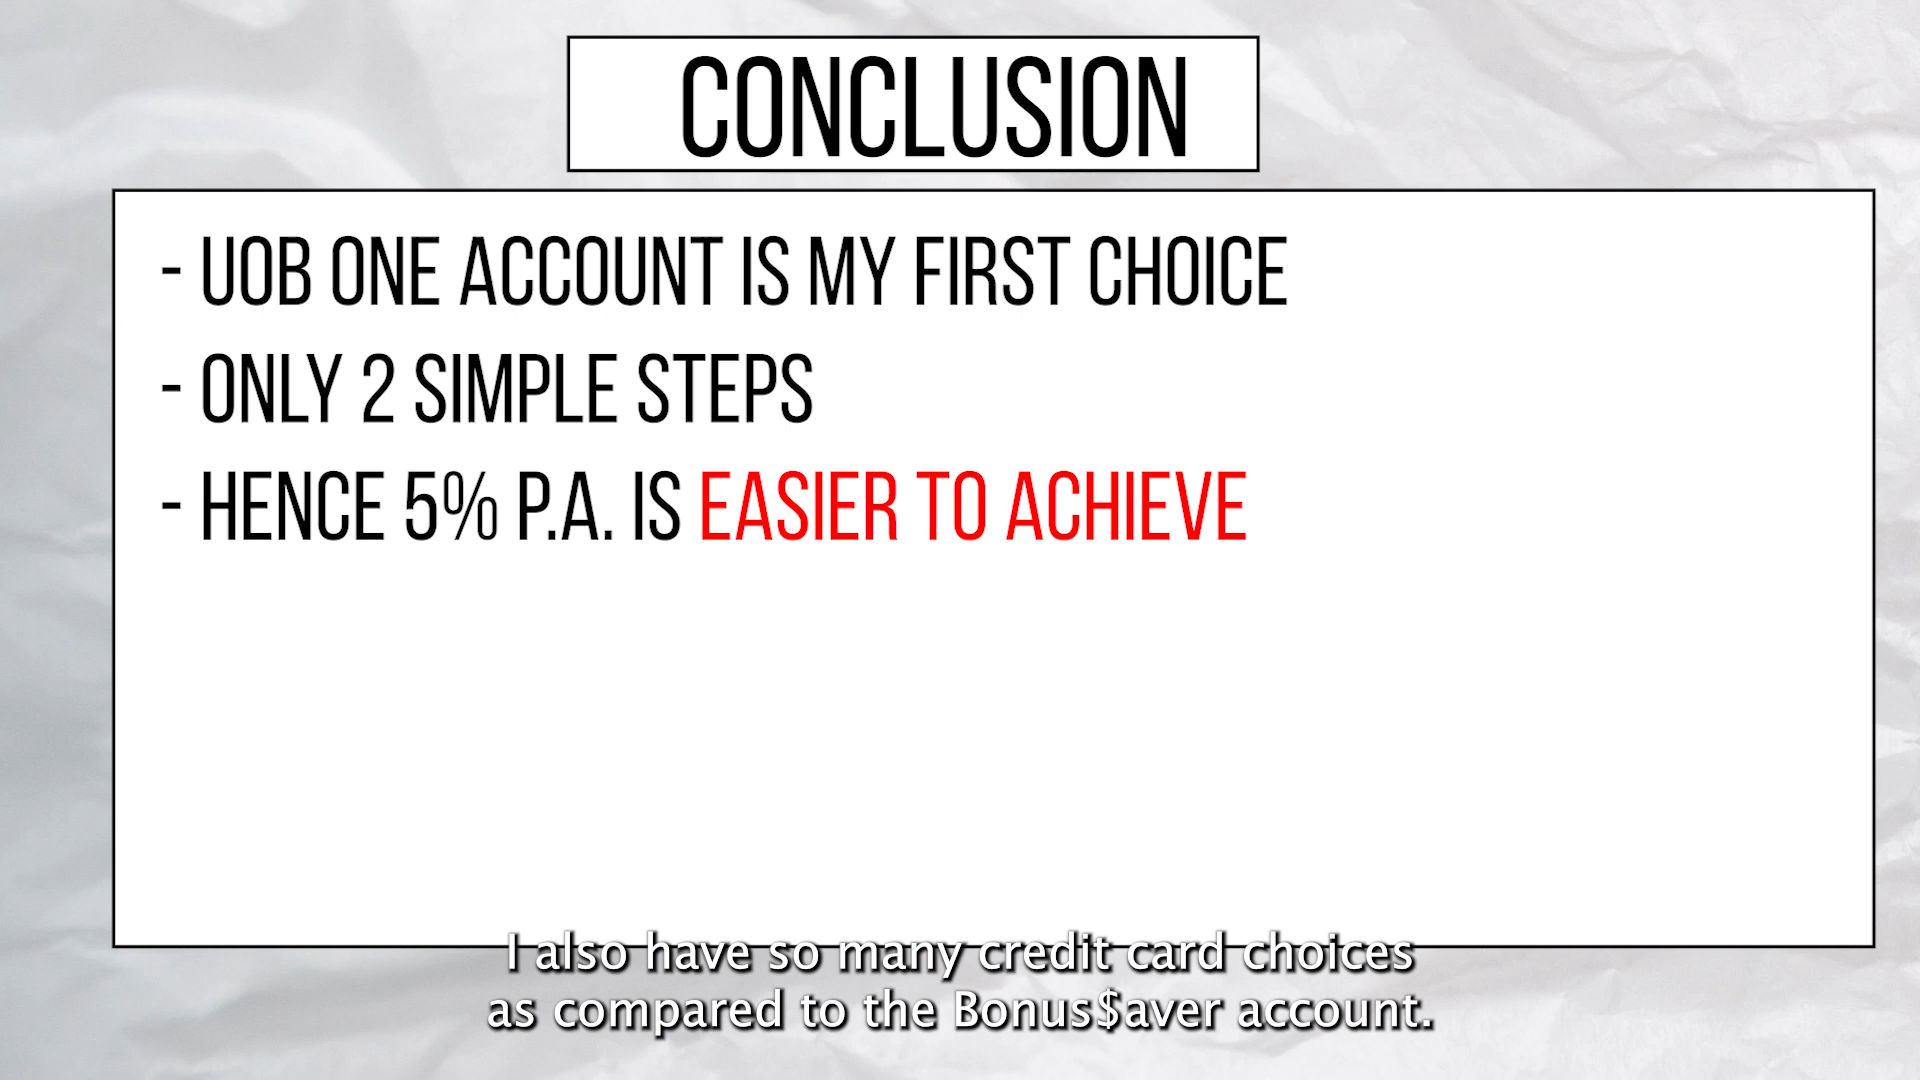 CONCLUSION
- UOB ONE ACCOUNT IS MY FIRST CHOICE
- ONLY 2 SIMPLE STEPS
- HENCE 5% P.A. IS EASIER TO ACHIEVE
I also have so many credit card choices
as compared to the Bonus$aver account.